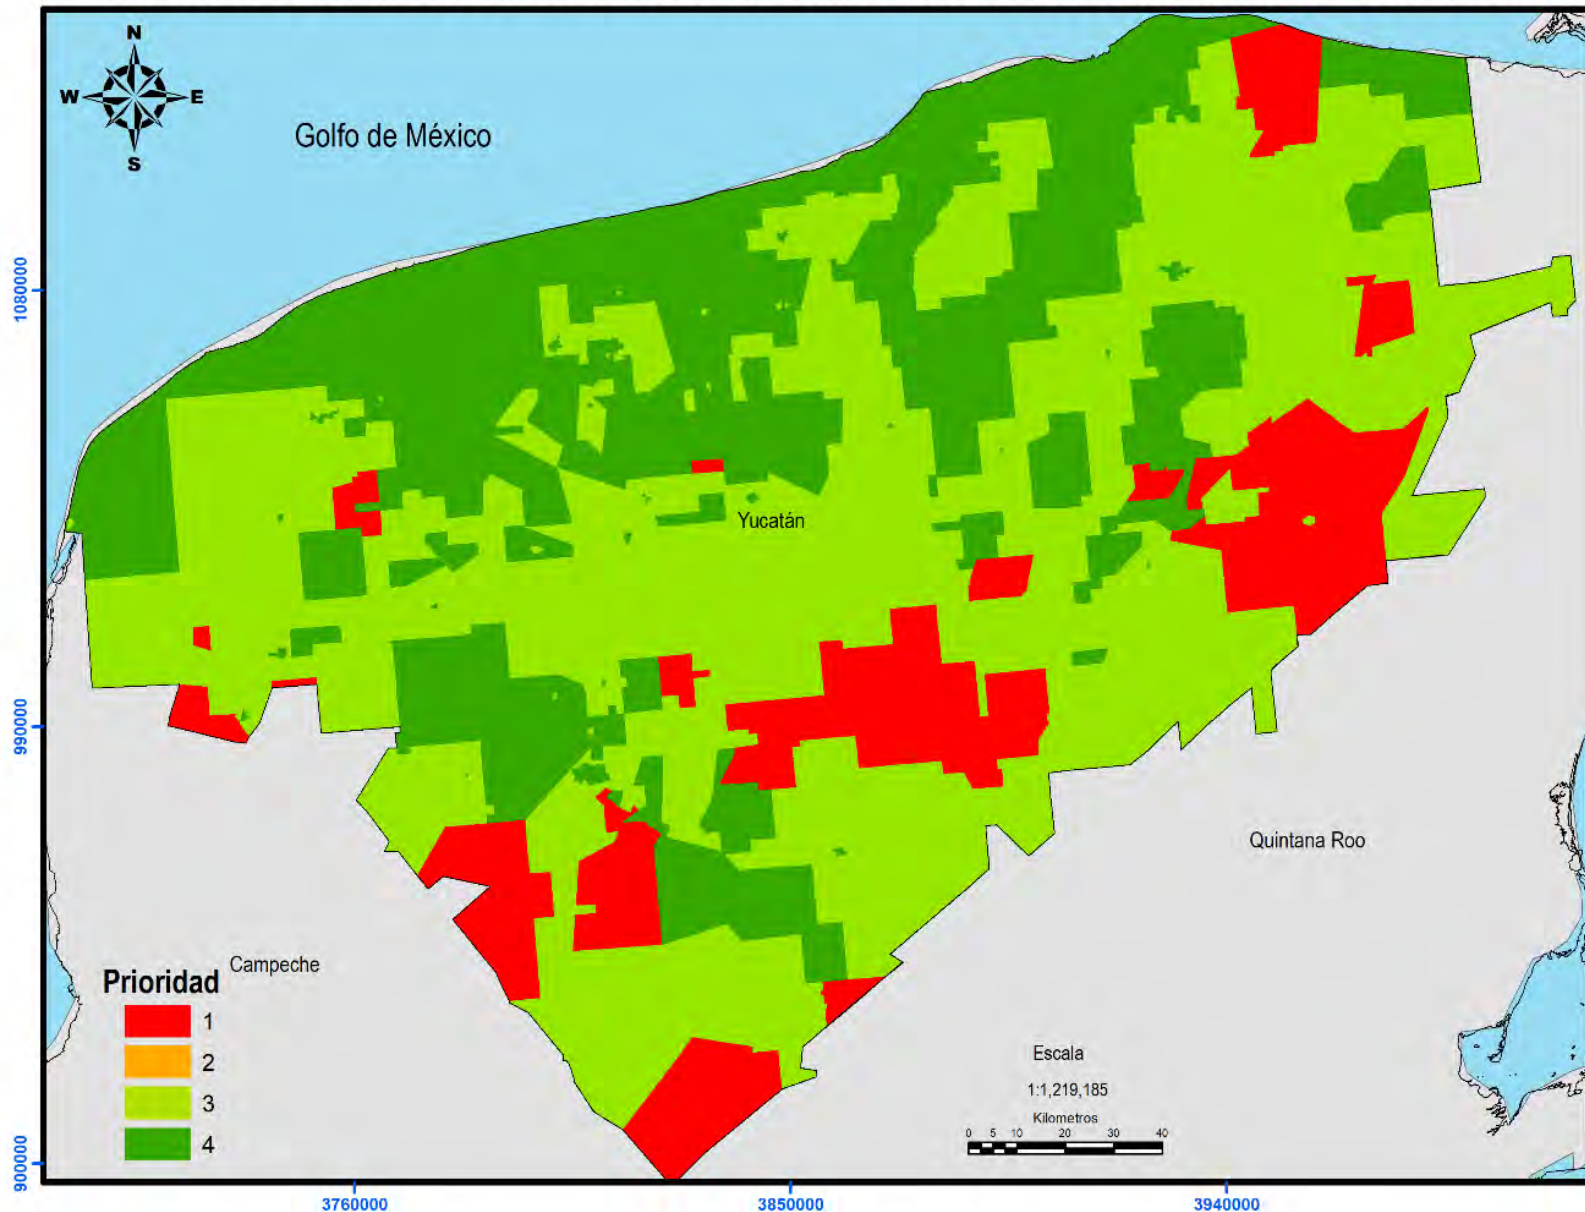 N
W E
S
Golfo de México
Yucatán
Quintana Roo
Campeche
Prioridad
1
2
3
4
Escala
1:1,219,185
Kilometros
0 5 10 20 30 40
1080000
990000
900000
3760000 3850000 3940000